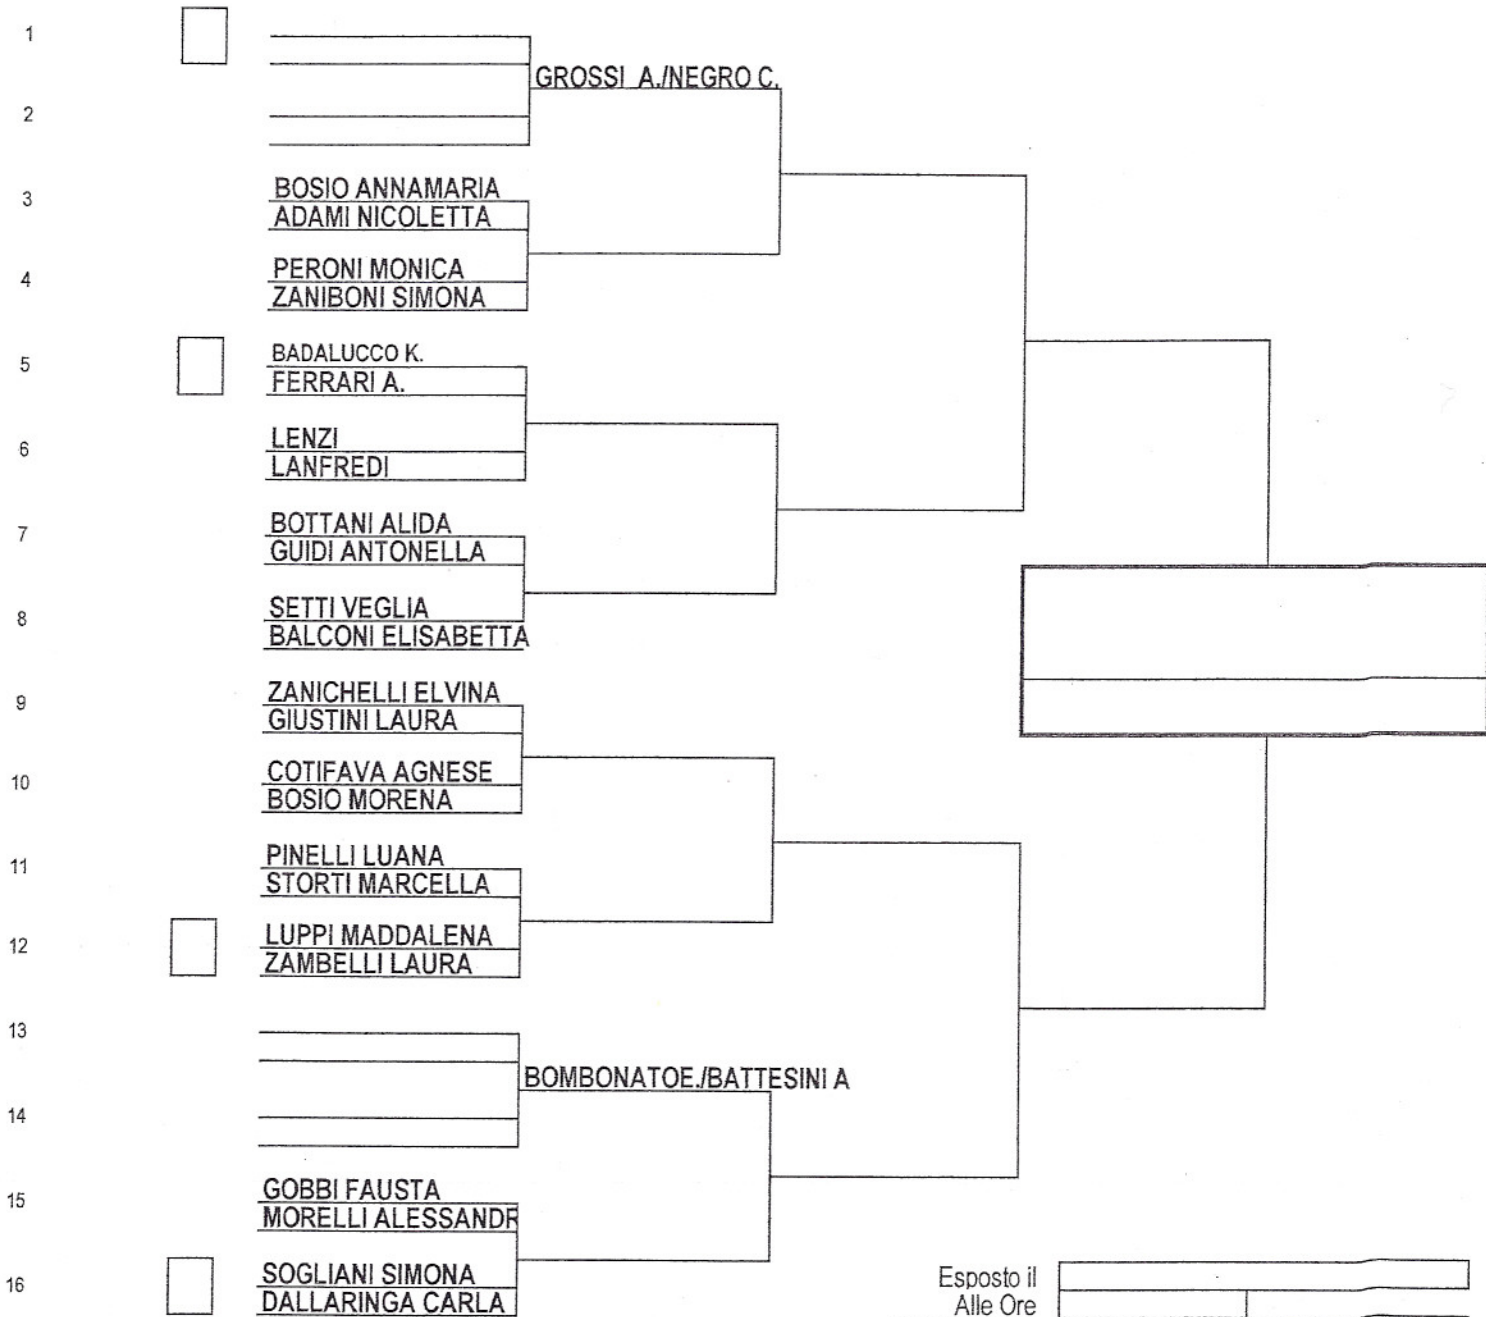 1
GROSSI A./NEGRO C.
2
3 BOSIO ANNAMARIA
ADAMI NICOLETTA
4 PERONI MONICA
ZANIBONI SIMONA
5 BADALUCCO K.
FERRARI A.
6 LENZI
LANFREDI
7 BOTTANI ALIDA
GUIDI ANTONELLA
8 SETTI VEGLIA
BALCONI ELISABETTA
9 ZANICHELLI ELVINA
GIUSTINI LAURA
10 COTIFAVA AGNESE
BOSIO MORENA
11 PINELLI LUANA
STORTI MARCELLA
12 LUPPI MADDALENA
ZAMBELLI LAURA
13
BOMBONATOE./BATTESINI A
14
15 GOBBI FAUSTA
MORELLI ALESSANDR
16 SOGLIANI SIMONA
DALLARINGA CARLA
Esposto il
Alle Ore